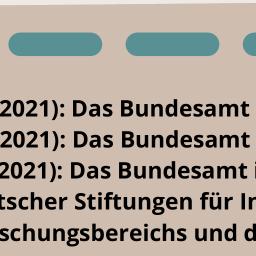 2021): Das Bundesamt
2021): Das Bundesamt
2021): Das Bundesamt i
tscher Stiftungen für In
schungsbereichs und d